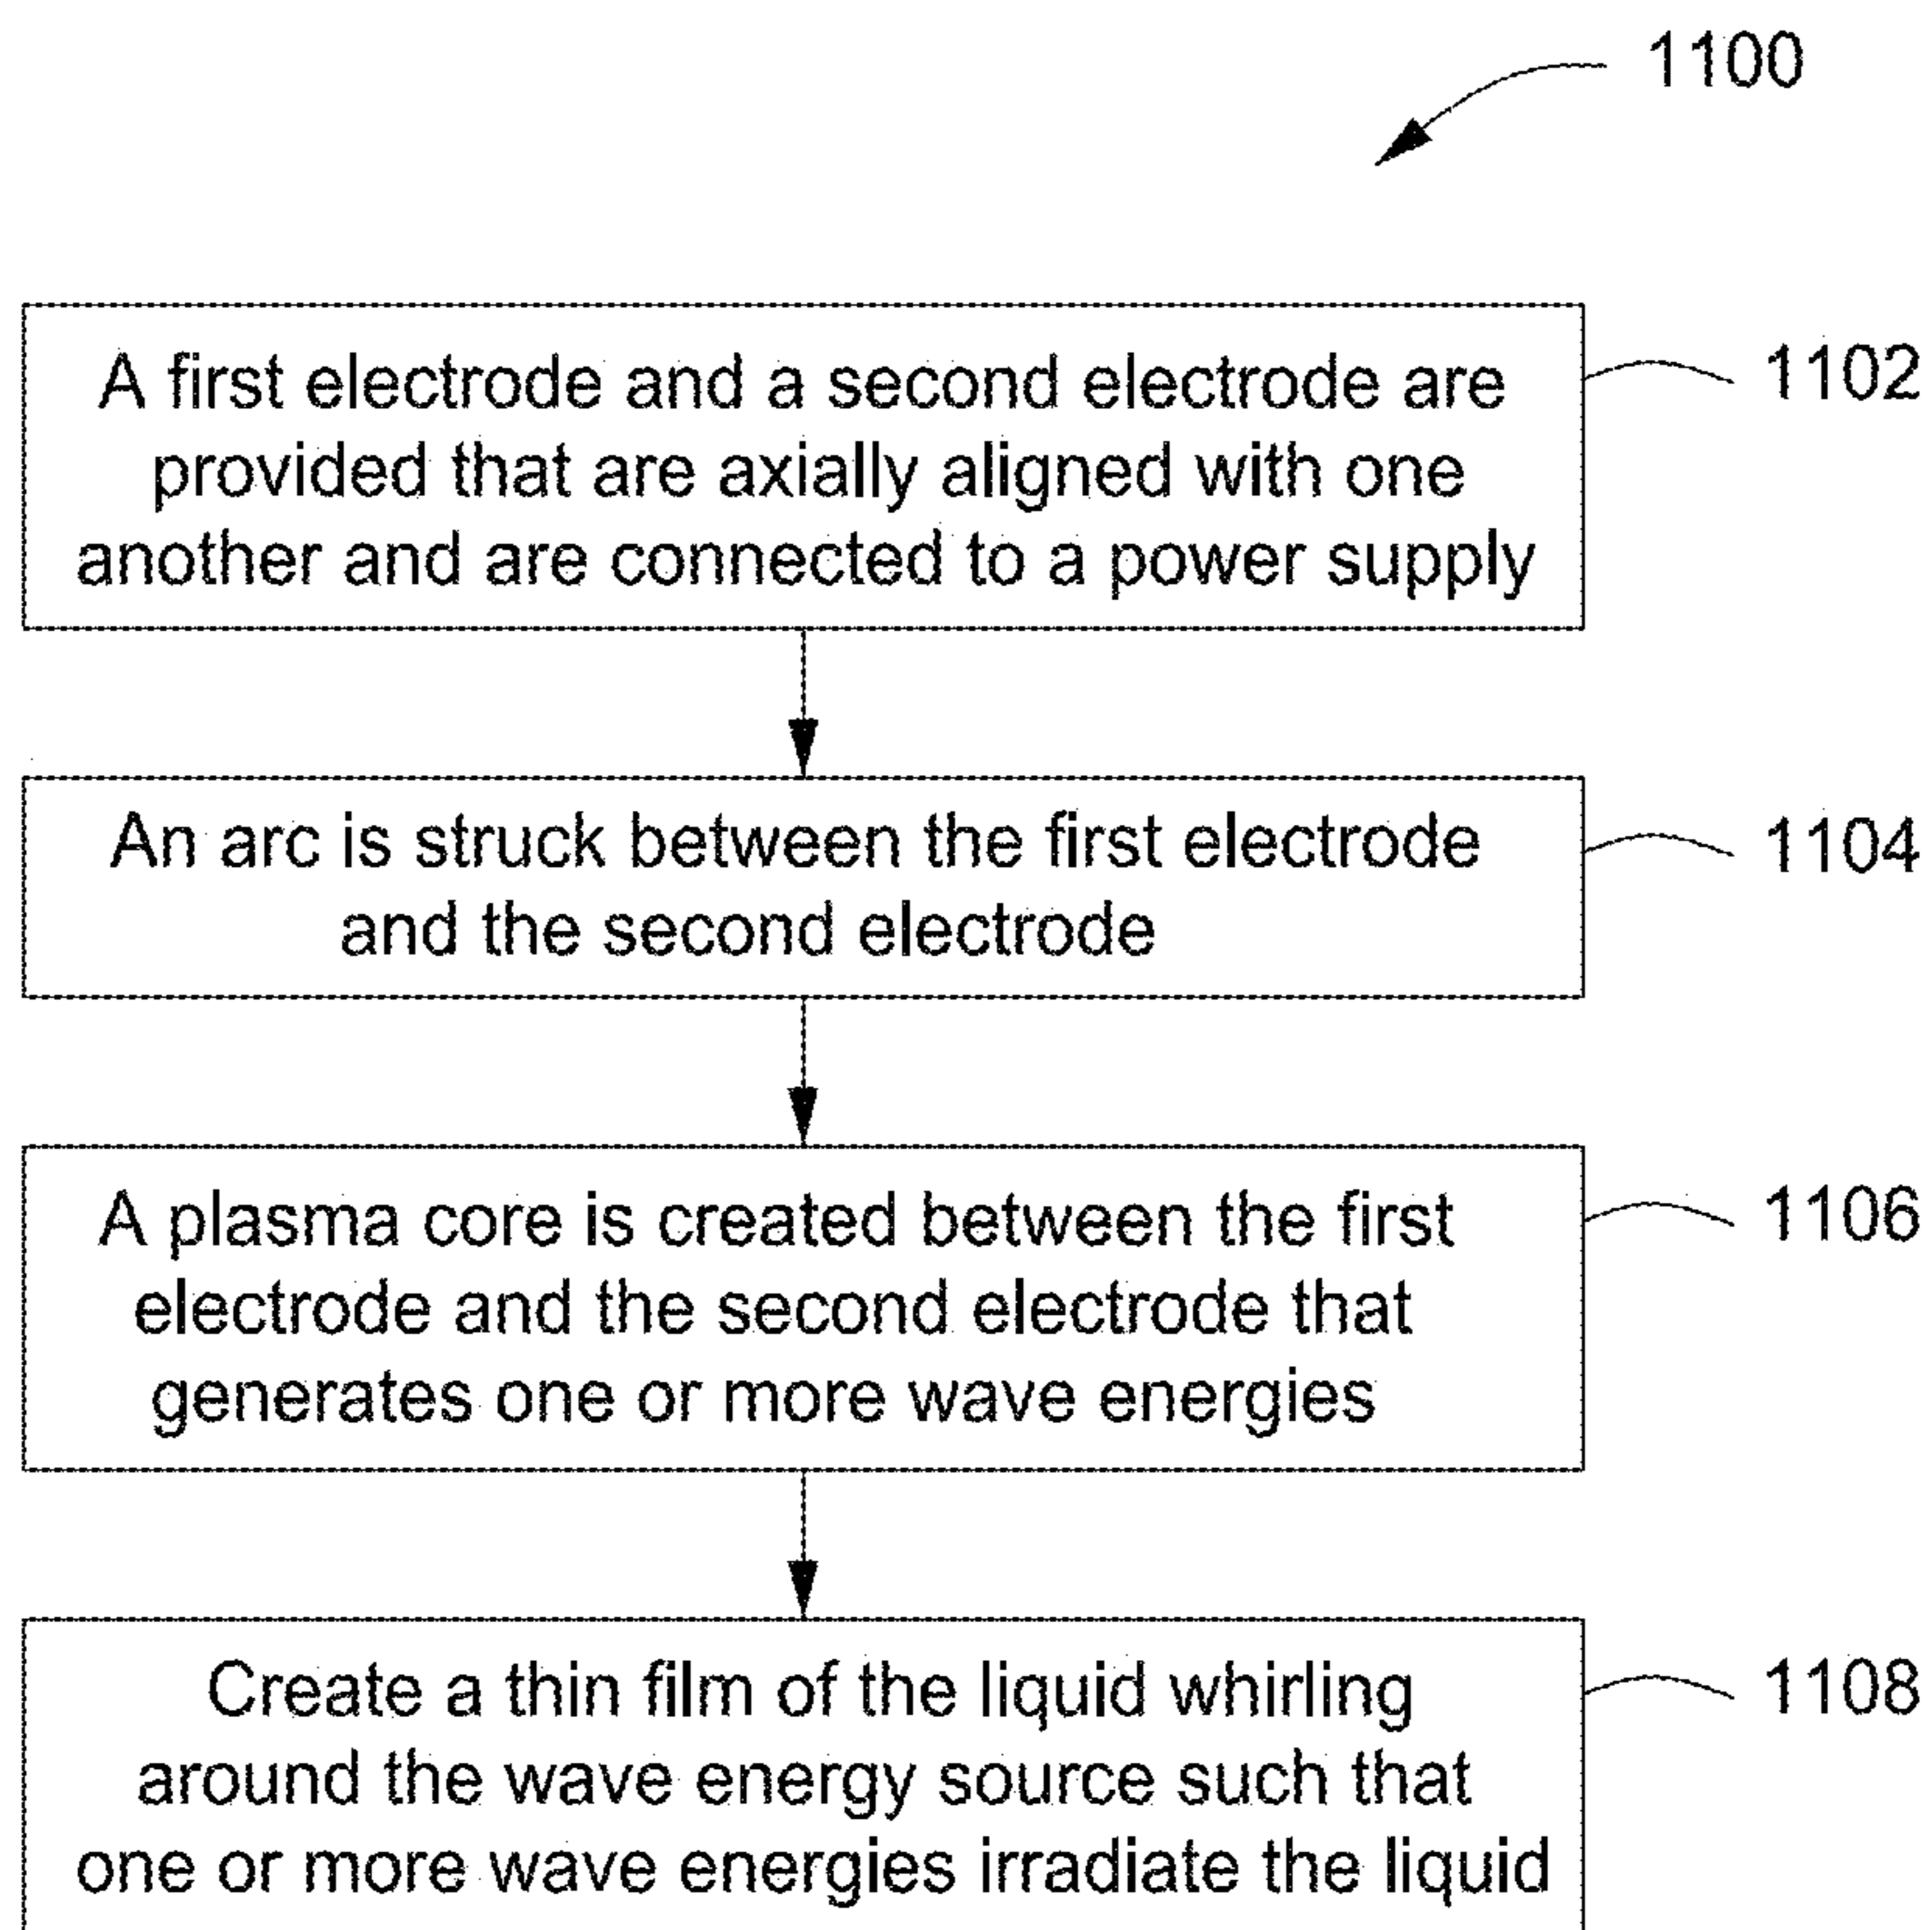 1100
A first electrode and a second electrode are
provided that are axially aligned with one
another and are connected to a power supply
1102
An arc is struck between the first electrode
and the second electrode
1104
A plasma core is created between the first
electrode and the second electrode that
generates one or more wave energies
1106
Create a thin film of the liquid whirling
around the wave energy source such that
one or more wave energies irradiate the liquid
1108